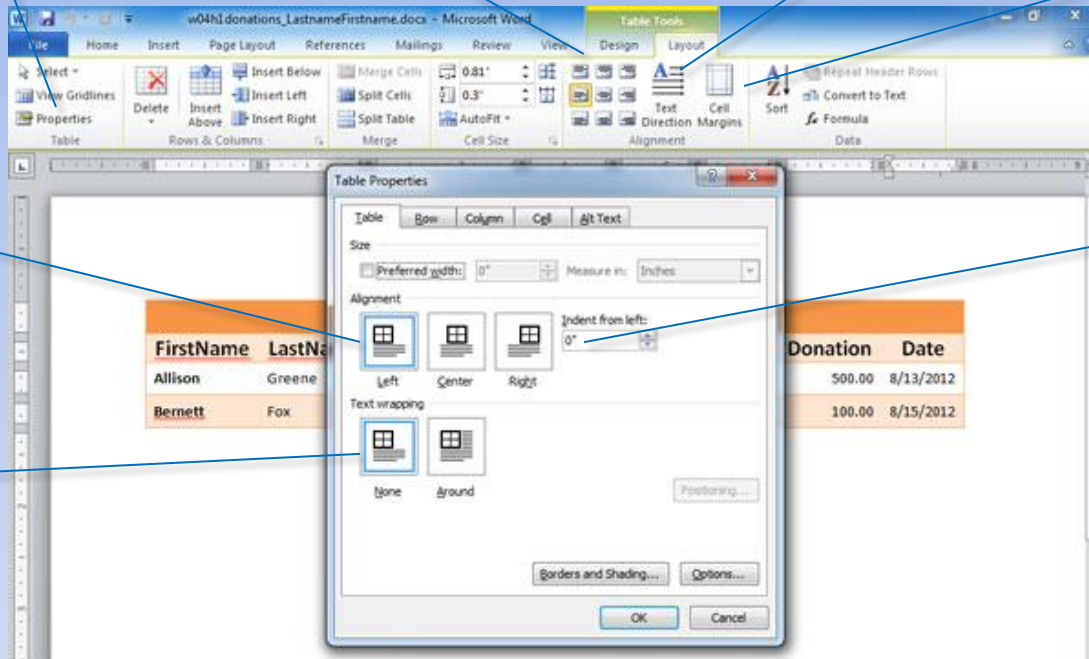 w04h1donations_LastnameFirstname.docx - Microsoft Word
Table Tools
File Home Insert Page Layout References Mailings Review View Design Layout
Select
View Gridlines
Properties
Table
Delete
Insert Above
Insert Below
Insert Left
Insert Right
Rows & Columns
Merge Cells
Split Cells
Split Table
Merge
0.81"
0.3"
AutoFit
Cell Size
Text Direction
Cell Margins
Alignment
Sort
Repeat Header Rows
Convert to Text
Formula
Data
Table Properties
Table Row Column Cell Alt Text
Size
Preferred width: 0" Measure in: Inches
Alignment
Indent from left:
0"
Left Center Right
Text wrapping
None Around
Positioning...
Borders and Shading... Options...
OK Cancel
FirstName LastNa Donation Date
Allison Greene 500.00 8/13/2012
Bernett Fox 100.00 8/15/2012